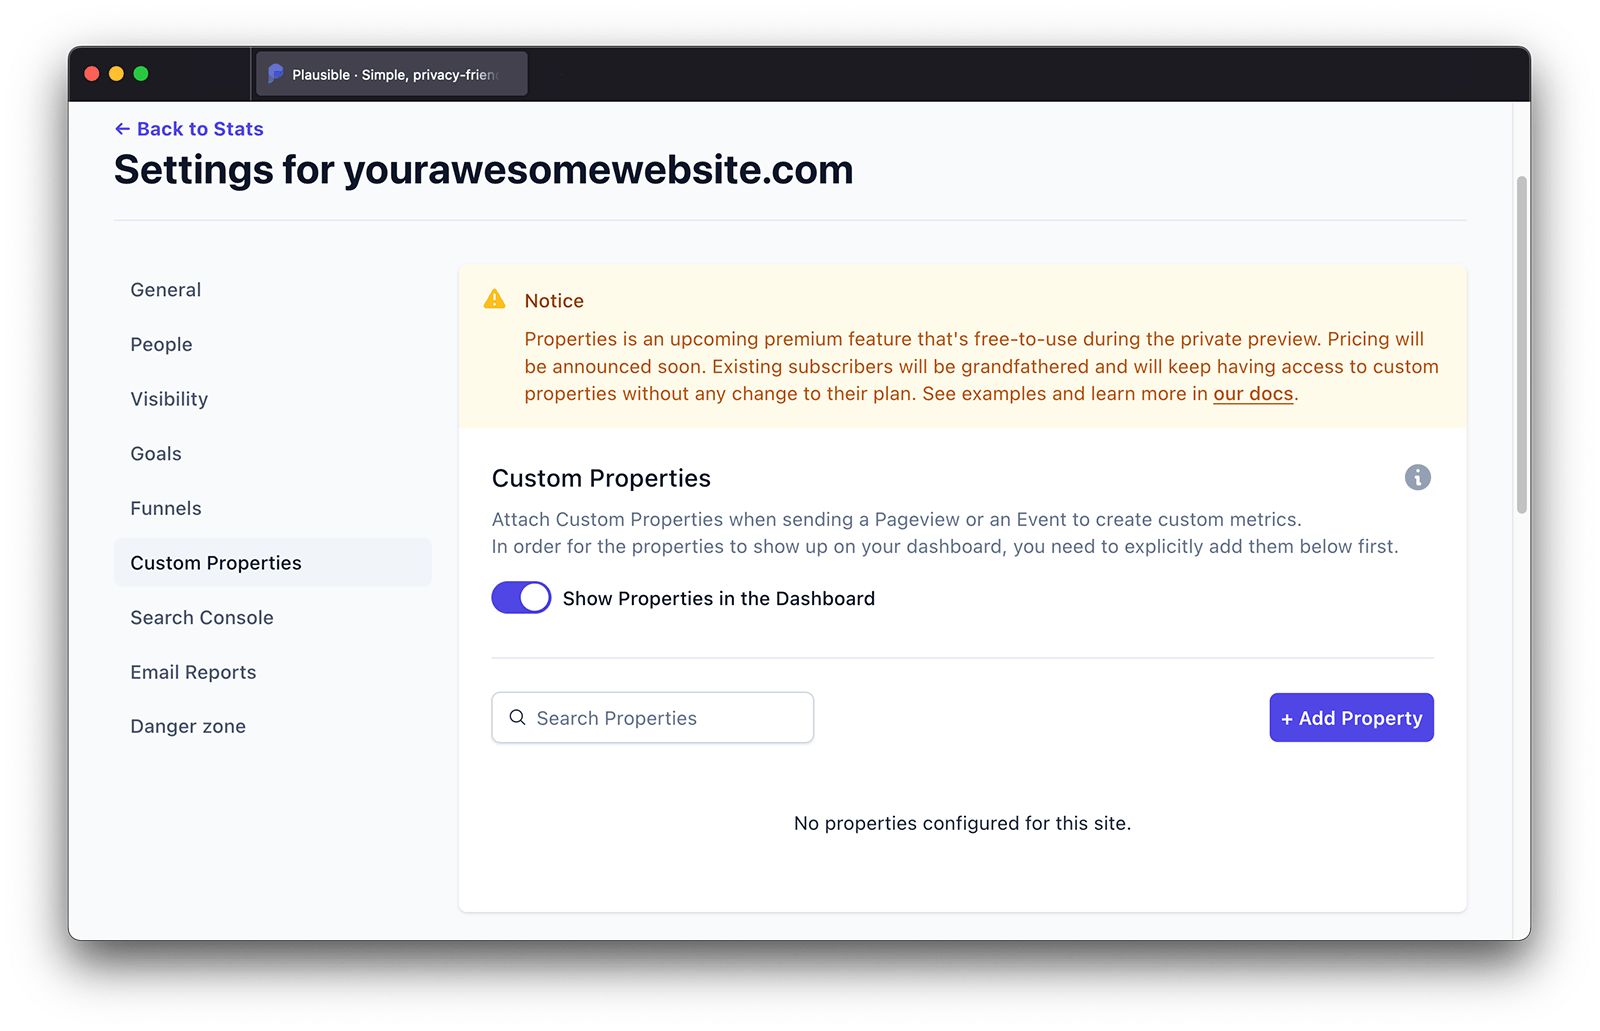 Plausible · Simple, privacy-frien
← Back to Stats
Settings for yourawesomewebsite.com
General
People
Visibility
Goals
Funnels
Custom Properties
Search Console
Email Reports
Danger zone
Notice
Properties is an upcoming premium feature that's free-to-use during the private preview. Pricing will
be announced soon. Existing subscribers will be grandfathered and will keep having access to custom
properties without any change to their plan. See examples and learn more in our docs.
Custom Properties
Attach Custom Properties when sending a Pageview or an Event to create custom metrics.
In order for the properties to show up on your dashboard, you need to explicitly add them below first.
Show Properties in the Dashboard
Search Properties
+ Add Property
No properties configured for this site.